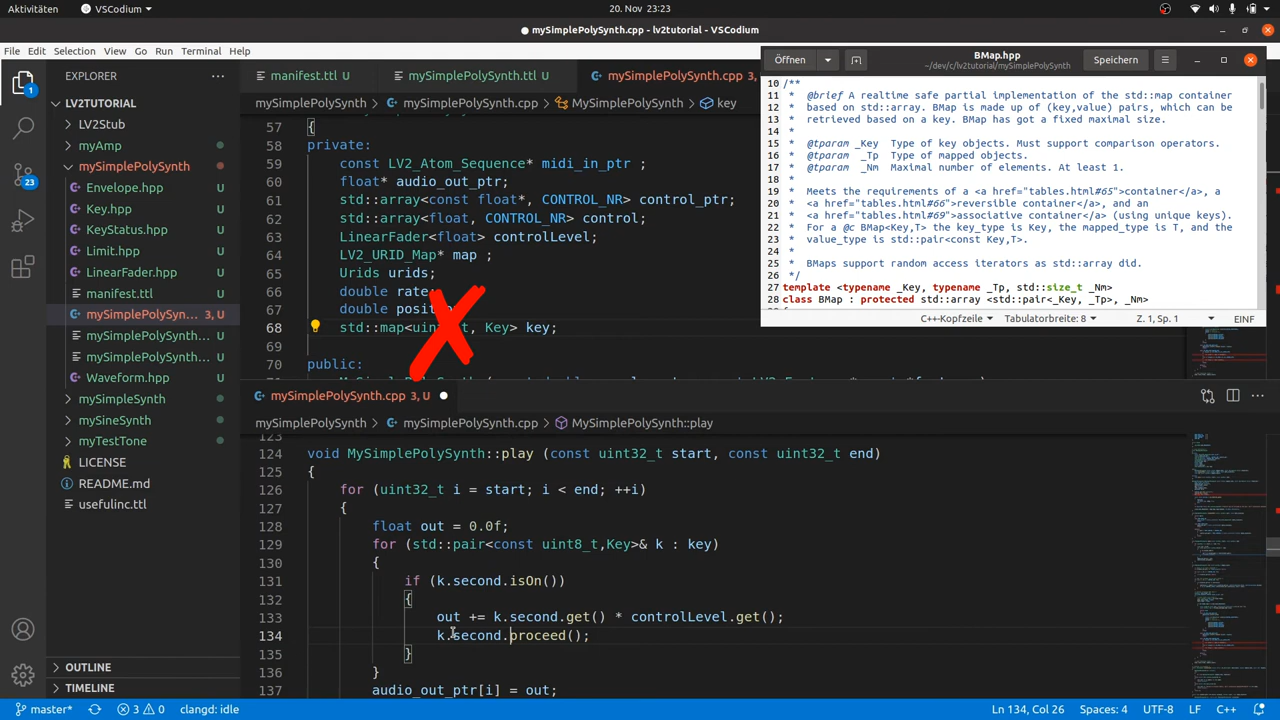 Aktivitäten
VSCodium
20. Nov 23:23
mySimplePolySynth.cpp - lv2tutorial - VSCodium
File Edit Selection View Go Run Terminal Help
EXPLORER
LV2TUTORIAL
LV2Stub
myAmp
mySimplePolySynth
Envelope.hpp
Key.hpp
KeyStatus.hpp
Limit.hpp
LinearFader.hpp
manifest.ttl
mySimplePolySyn... 3, U
mySimplePolySynth... U
mySimplePolySynth... U
Waveform.hpp
mySimpleSynth
mySineSynth
myTestTone
LICENSE
README.md
usefulinc.ttl
OUTLINE
TIMELINE
1
23
manifest.ttl U
mySimplePolySynth.ttl U
mySimplePolySynth.cpp 3,
mySimplePolySynth > mySimplePolySynth.cpp > MySimplePolySynth > key
57 {
58 private:
59 const LV2_Atom_Sequence* midi_in_ptr ;
60 float* audio_out_ptr;
61 std::array<const float*, CONTROL_NR> control_ptr;
62 std::array<float, CONTROL_NR> control;
63 LinearFader<float> controlLevel;
64 LV2_URID_Map* map ;
65 Urids urids;
66 double rate
67 double
68 Key> key;
69
70 public:
BMap.hpp
~/dev/c/lv2tutorial/mySimplePolySynth
Öffnen
Speichern
10 /**
11 * @brief A realtime safe partial implementation of the std::map container
12 * based on std::array. BMap is made up of (key,value) pairs, which can be
13 * retrieved based on a key. BMap has got a fixed maximal size.
14 *
15 * @tparam _Key Type of key objects. Must support comparison operators.
16 * @tparam _Tp Type of mapped objects.
17 * @tparam _Nm Maximal number of elements. At least 1.
18 *
19 * Meets the requirements of a <a href="tables.html#65">container</a>, a
20 * <a href="tables.html#66">reversible container</a>, and an
21 * <a href="tables.html#69">associative container</a> (using unique keys).
22 * For a @c BMap<Key,T> the key_type is Key, the mapped_type is T, and the
23 * value_type is std::pair<const Key,T>.
24 *
25 * BMaps support random access iterators as std::array did.
26 */
27 template <typename _Key, typename _Tp, std::size_t _Nm>
28 class BMap : protected std::array <std::pair<_Key, _Tp>, _Nm>
C++-Kopfzeile Tabulatorbreite: 8 Z. 1, Sp. 1 EINF
mySimplePolySynth.cpp 3, U
mySimplePolySynth > mySimplePolySynth.cpp > MySimplePolySynth::play
123
124 void MySimplePolySynth::play (const uint32_t start, const uint32_t end)
125 {
126 for (uint32_t i = start; i < end; ++i)
127 {
128 float out = 0.0f;
129 for (std::pair<const uint8_t,Key>& k : key)
130 {
131 if (k.second.isOn())
132 {
133 out += k.second.get() * controlLevel.get();
134 k.second.proceed();
135 }
136 }
137 audio_out_ptr[i] = out;
master*
3 0
clangd: idle
Ln 134, Col 26
Spaces: 4
UTF-8
LF
C++